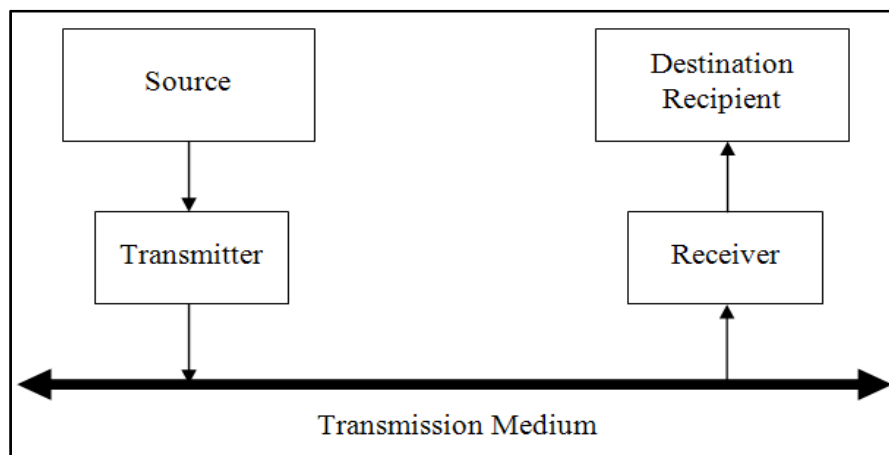 Source
Destination
Recipient
Transmitter
Receiver
Transmission Medium